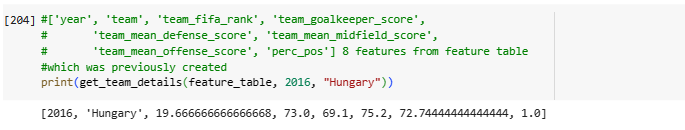 [204] #['year', 'team', 'team_fifa_rank', 'team_goalkeeper_score',
#       'team_mean_defense_score', 'team_mean_midfield_score',
#       'team_mean_offense_score', 'perc_pos'] 8 features from feature table
#which was previously created
print(get_team_details(feature_table, 2016, "Hungary"))
[2016, 'Hungary', 19.666666666666668, 73.0, 69.1, 75.2, 72.74444444444444, 1.0]